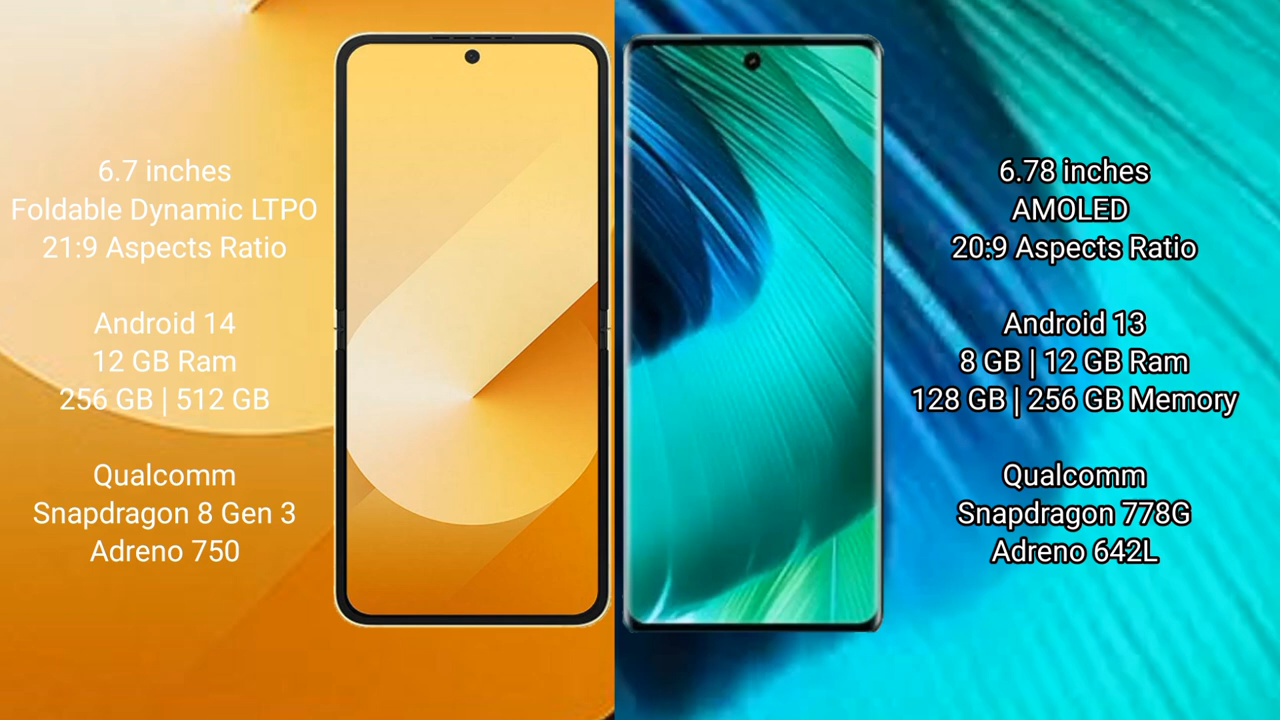 6.7 inches
Foldable Dynamic LTPO
21:9 Aspects Ratio
Android 14
12 GB Ram
256 GB | 512 GB
Qualcomm
Snapdragon 8 Gen 3
Adreno 750
6.78 inches
AMOLED
20:9 Aspects Ratio
Android 13
8 GB | 12 GB Ram
128 GB | 256 GB Memory
Qualcomm
Snapdragon 778G
Adreno 642L